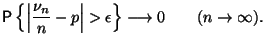 P { | ν_n / n − p | > ϵ } ⟶ 0 (n → ∞).